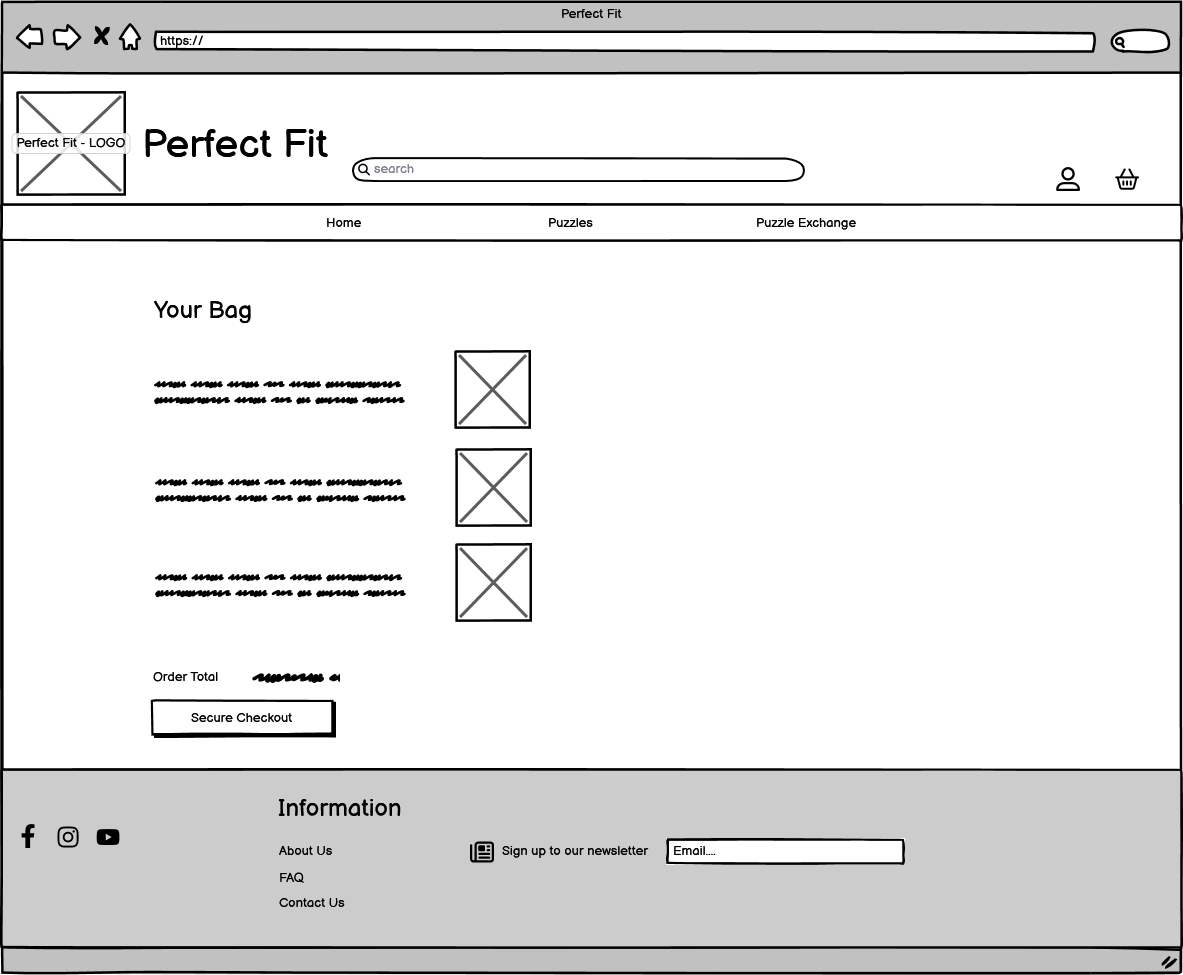 Perfect Fit
https://
Perfect Fit - LOGO
Perfect Fit
search
Home Puzzles Puzzle Exchange
Your Bag
Order Total
Secure Checkout
Information
About Us
Sign up to our newsletter
Email....
FAQ
Contact Us